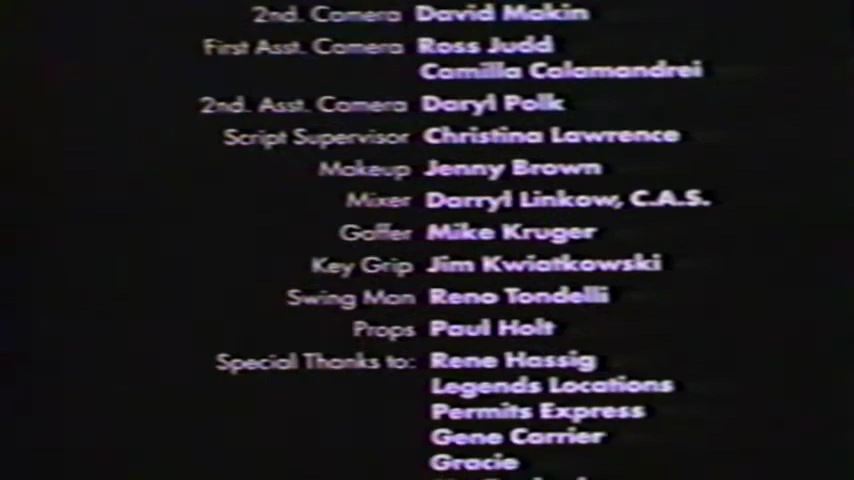 2nd. Camera David Makin
First Asst. Camera Ross Judd
Camilla Calamandrei
2nd. Asst. Camera Daryl Polk
Script Supervisor Christina Lawrence
Makeup Jenny Brown
Mixer Darryl Linkow, C.A.S.
Gaffer Mike Kruger
Key Grip Jim Kwiatkowski
Swing Man Reno Tondelli
Props Paul Holt
Special Thanks to: Rene Hassig
Legends Locations
Permits Express
Gene Carrier
Gracie